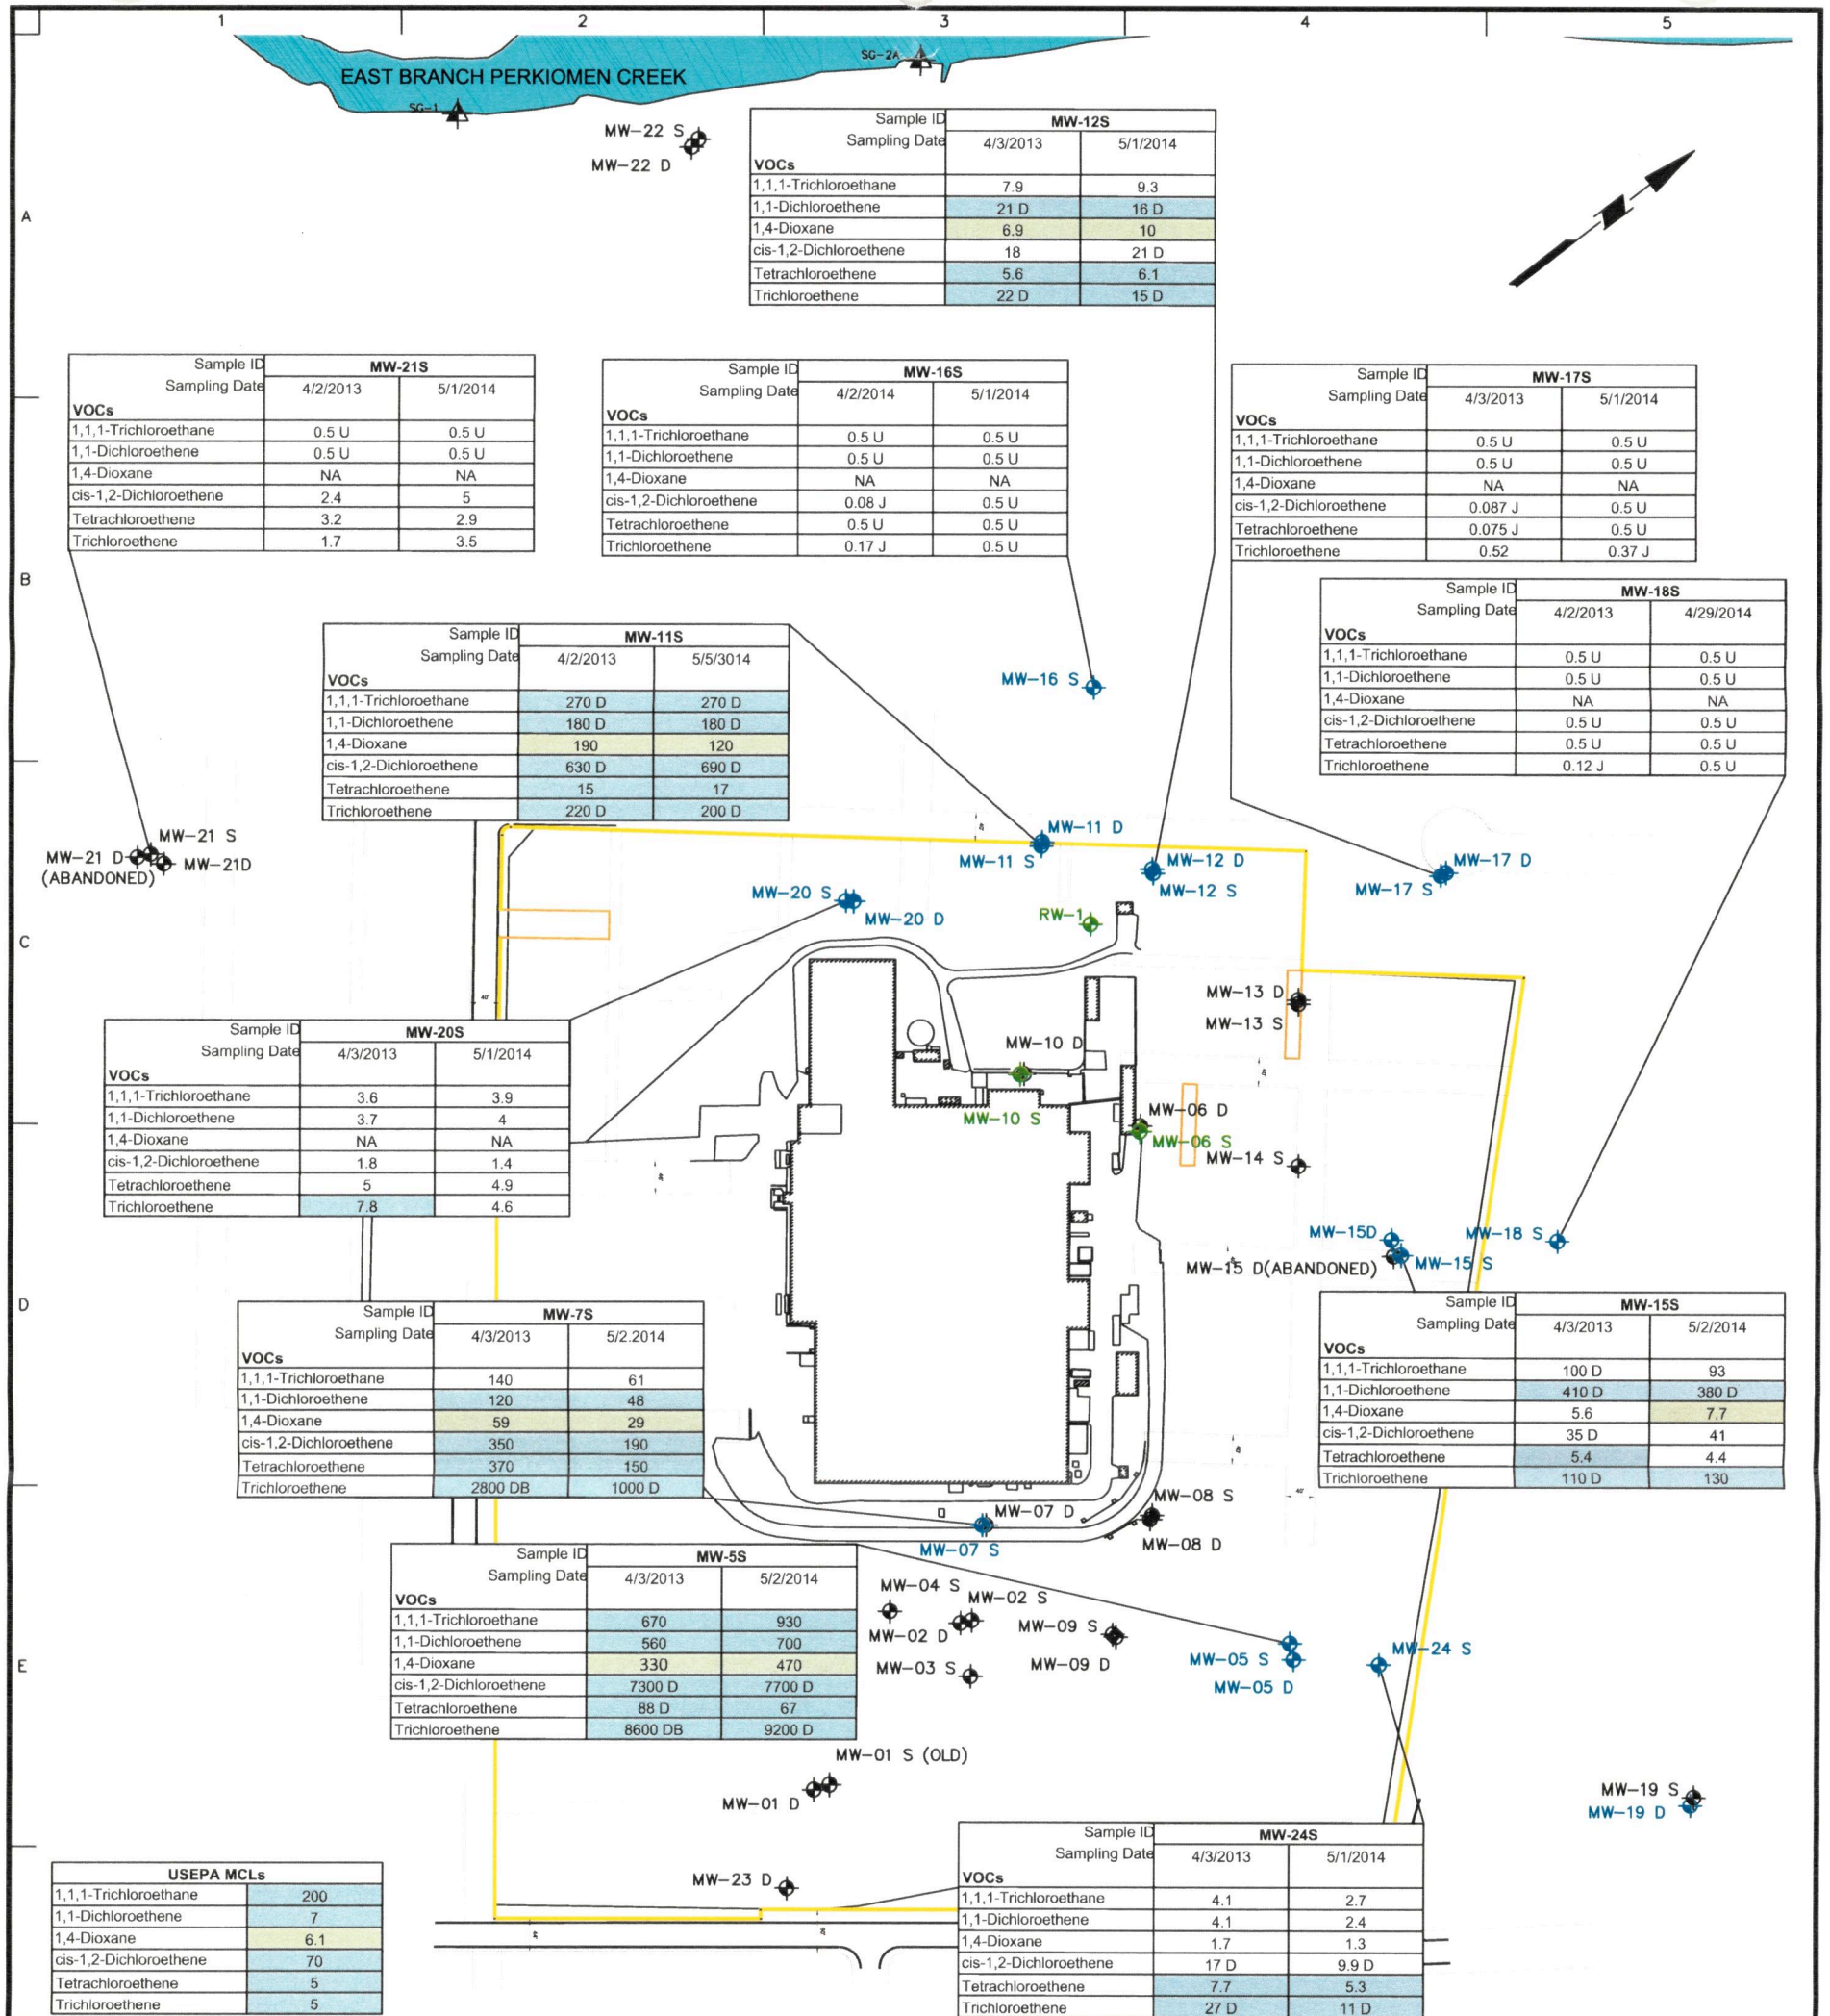 1 2 3 4 5
EAST BRANCH PERKIOMEN CREEK
SG-2A
SG-1
MW-22 S
MW-22 D
A
Sample ID MW-12S
Sampling Date 4/3/2013 5/1/2014
VOCs
1,1,1-Trichloroethane 7.9 9.3
1,1-Dichloroethene 21 D 16 D
1,4-Dioxane 6.9 10
cis-1,2-Dichloroethene 18 21 D
Tetrachloroethene 5.6 6.1
Trichloroethene 22 D 15 D
Sample ID MW-21S
Sampling Date 4/2/2013 5/1/2014
VOCs
1,1,1-Trichloroethane 0.5 U 0.5 U
1,1-Dichloroethene 0.5 U 0.5 U
1,4-Dioxane NA NA
cis-1,2-Dichloroethene 2.4 5
Tetrachloroethene 3.2 2.9
Trichloroethene 1.7 3.5
Sample ID MW-16S
Sampling Date 4/2/2014 5/1/2014
VOCs
1,1,1-Trichloroethane 0.5 U 0.5 U
1,1-Dichloroethene 0.5 U 0.5 U
1,4-Dioxane NA NA
cis-1,2-Dichloroethene 0.08 J 0.5 U
Tetrachloroethene 0.5 U 0.5 U
Trichloroethene 0.17 J 0.5 U
Sample ID MW-17S
Sampling Date 4/3/2013 5/1/2014
VOCs
1,1,1-Trichloroethane 0.5 U 0.5 U
1,1-Dichloroethene 0.5 U 0.5 U
1,4-Dioxane NA NA
cis-1,2-Dichloroethene 0.087 J 0.5 U
Tetrachloroethene 0.075 J 0.5 U
Trichloroethene 0.52 0.37 J
B
Sample ID MW-18S
Sampling Date 4/2/2013 4/29/2014
VOCs
1,1,1-Trichloroethane 0.5 U 0.5 U
1,1-Dichloroethene 0.5 U 0.5 U
1,4-Dioxane NA NA
cis-1,2-Dichloroethene 0.5 U 0.5 U
Tetrachloroethene 0.5 U 0.5 U
Trichloroethene 0.12 J 0.5 U
Sample ID MW-11S
Sampling Date 4/2/2013 5/5/3014
VOCs
1,1,1-Trichloroethane 270 D 270 D
1,1-Dichloroethene 180 D 180 D
1,4-Dioxane 190 120
cis-1,2-Dichloroethene 630 D 690 D
Tetrachloroethene 15 17
Trichloroethene 220 D 200 D
MW-16 S
MW-21 S
MW-21 D
(ABANDONED)
MW-21D
MW-11 D
MW-11 S
MW-12 D
MW-12 S
MW-17 D
MW-17 S
MW-20 S
MW-20 D
RW-1
C
40'
MW-13 D
MW-13 S
MW-10 D
MW-10 S
MW-06 D
MW-06 S
MW-14 S
Sample ID MW-20S
Sampling Date 4/3/2013 5/1/2014
VOCs
1,1,1-Trichloroethane 3.6 3.9
1,1-Dichloroethene 3.7 4
1,4-Dioxane NA NA
cis-1,2-Dichloroethene 1.8 1.4
Tetrachloroethene 5 4.9
Trichloroethene 7.8 4.6
MW-15D
MW-15 S
MW-15 D(ABANDONED)
MW-18 S
D
Sample ID MW-7S
Sampling Date 4/3/2013 5/2.2014
VOCs
1,1,1-Trichloroethane 140 61
1,1-Dichloroethene 120 48
1,4-Dioxane 59 29
cis-1,2-Dichloroethene 350 190
Tetrachloroethene 370 150
Trichloroethene 2800 DB 1000 D
Sample ID MW-15S
Sampling Date 4/3/2013 5/2/2014
VOCs
1,1,1-Trichloroethane 100 D 93
1,1-Dichloroethene 410 D 380 D
1,4-Dioxane 5.6 7.7
cis-1,2-Dichloroethene 35 D 41
Tetrachloroethene 5.4 4.4
Trichloroethene 110 D 130
40'
MW-07 D
MW-07 S
MW-08 S
MW-08 D
Sample ID MW-5S
Sampling Date 4/3/2013 5/2/2014
VOCs
1,1,1-Trichloroethane 670 930
1,1-Dichloroethene 560 700
1,4-Dioxane 330 470
cis-1,2-Dichloroethene 7300 D 7700 D
Tetrachloroethene 88 D 67
Trichloroethene 8600 DB 9200 D
MW-04 S
MW-02 S
MW-02 D
MW-03 S
MW-09 S
MW-09 D
MW-05 S
MW-05 D
MW-24 S
E
MW-01 S (OLD)
MW-01 D
MW-19 S
MW-19 D
MW-23 D
USEPA MCLs
1,1,1-Trichloroethane 200
1,1-Dichloroethene 7
1,4-Dioxane 6.1
cis-1,2-Dichloroethene 70
Tetrachloroethene 5
Trichloroethene 5
Sample ID MW-24S
Sampling Date 4/3/2013 5/1/2014
VOCs
1,1,1-Trichloroethane 4.1 2.7
1,1-Dichloroethene 4.1 2.4
1,4-Dioxane 1.7 1.3
cis-1,2-Dichloroethene 17 D 9.9 D
Tetrachloroethene 7.7 5.3
Trichloroethene 27 D 11 D